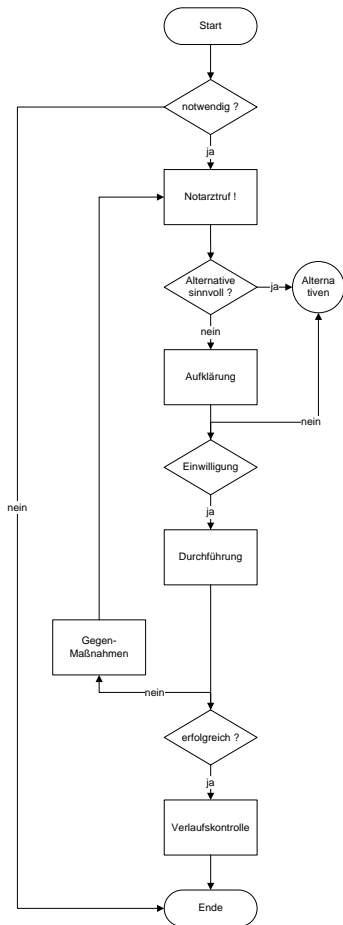 Start
notwendig ?
ja
Notarztruf !
Alternative
sinnvoll ?
ja
Alterna
tiven
nein
Aufklärung
nein
Einwilligung
nein
ja
Durchführung
Gegen-
Maßnahmen
nein
erfolgreich ?
ja
Verlaufskontrolle
Ende